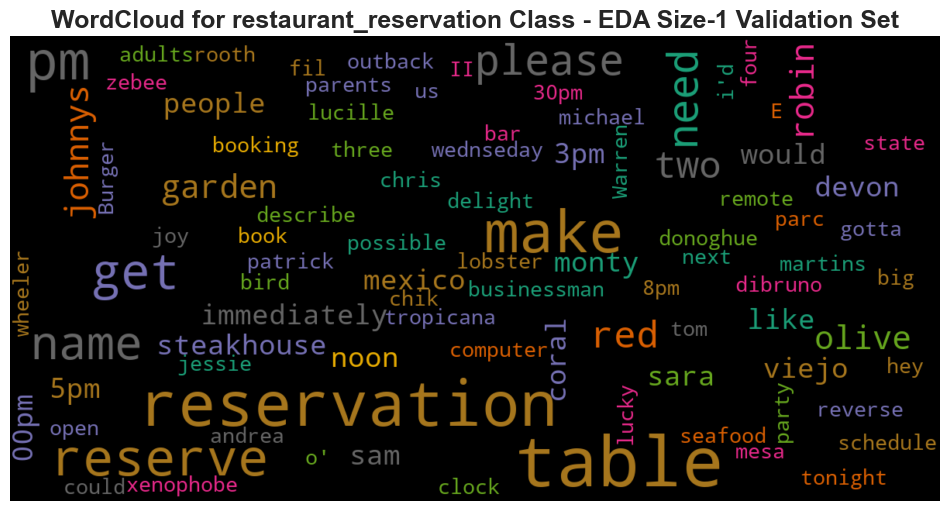 WordCloud for restaurant_reservation Class - EDA Size-1 Validation Set
pm
adults
rooth
zebee
fil
outback
II
please
need
i'd
four
robin
parents
us
30pm
people
lucille
michael
E
johnnys
Burger
booking
three
bar
wednseday
3pm
Warren
two
would
state
garden
chris
delight
devon
remote
describe
make
parc
gotta
joy
book
possible
donoghue
get
patrick
lobster
monty
next
martins
bird
mexico
businessman
8pm
dibruno
big
wheeler
chik
immediately
tropicana
like
name
steakhouse
noon
computer
coral
red
tom
olive
jessie
viejo
hey
5pm
sara
reservation
lucky
party
reverse
00pm
open
andrea
seafood
schedule
reserve
o'
sam
table
mesa
could
xenophobe
clock
tonight